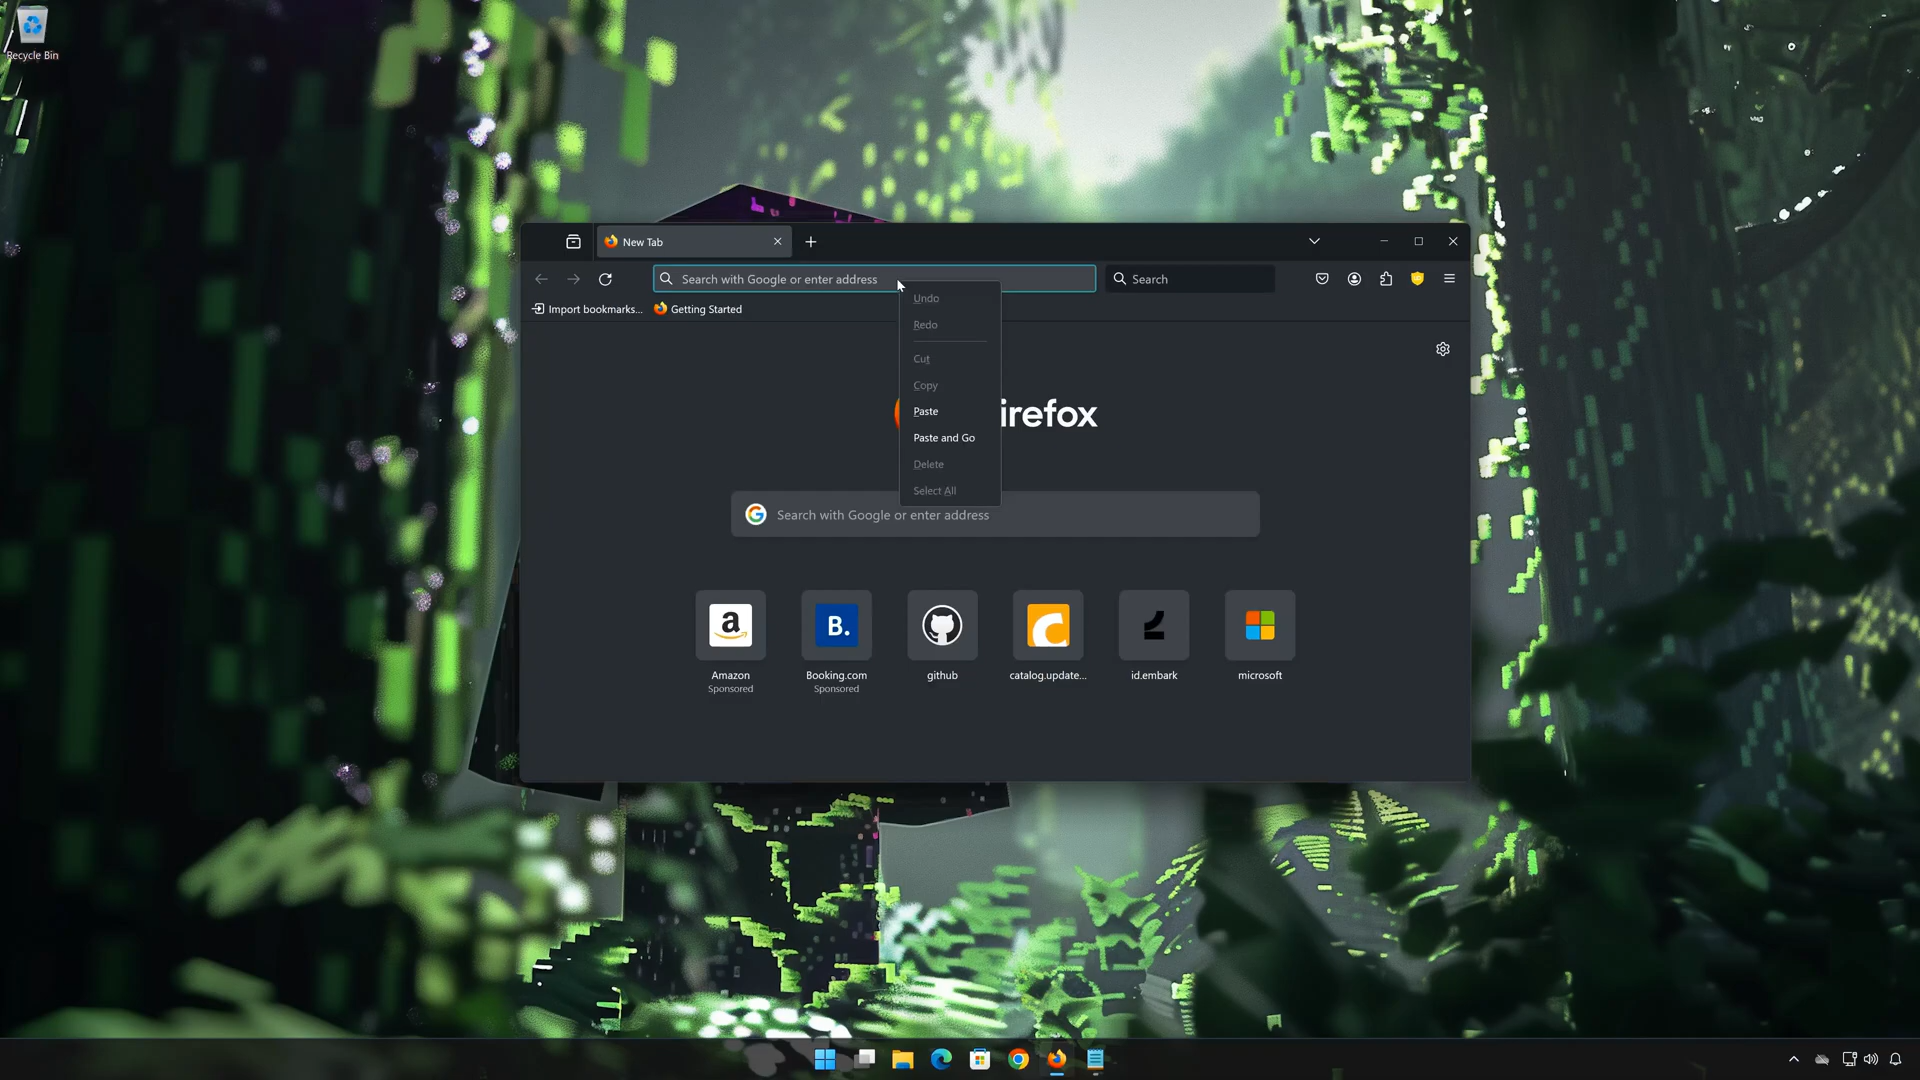 Recycle Bin
New Tab
Search with Google or enter address
Search
Import bookmarks...
Getting Started
Undo
Redo
Cut
Copy
Paste
Paste and Go
Delete
Select All
irefox
Search with Google or enter address
a
B.
Amazon
Sponsored
Booking.com
Sponsored
github
catalog.update...
id.embark
microsoft